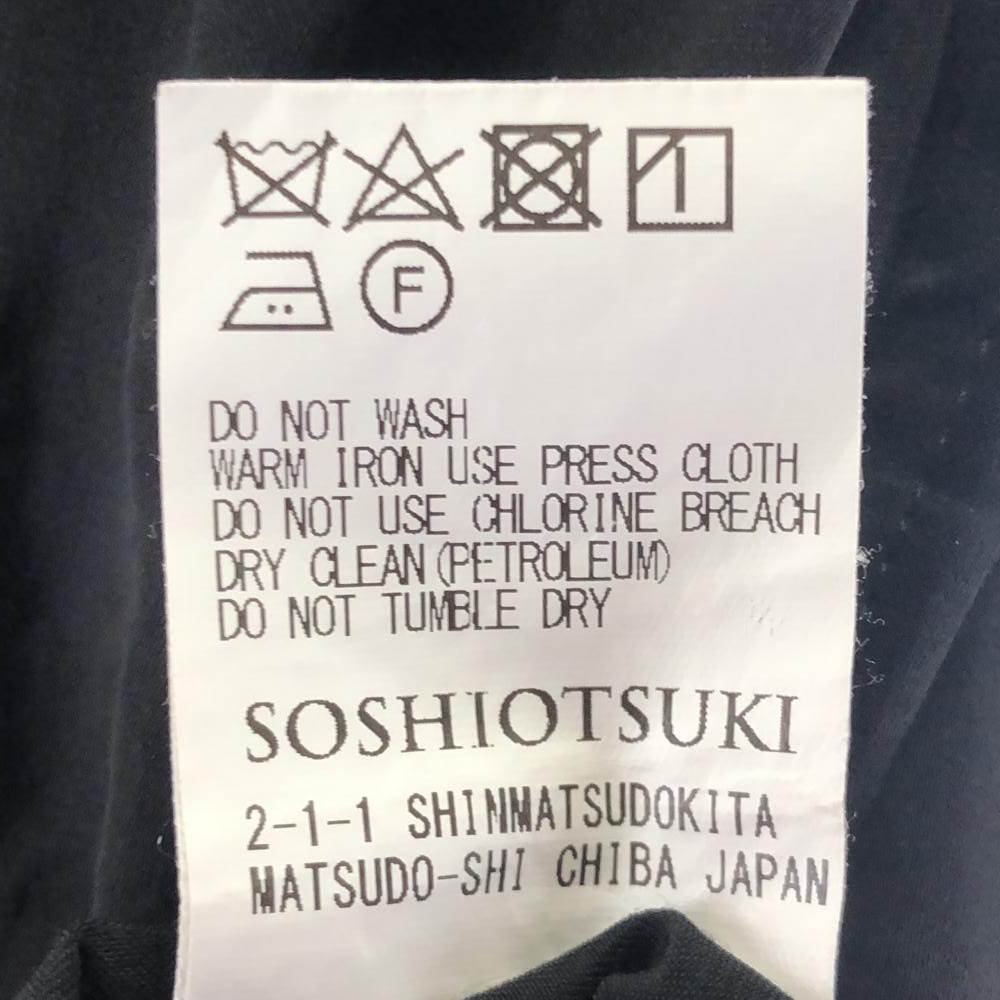 F
DO NOT WASH
WARM IRON USE PRESS CLOTH
DO NOT USE CHLORINE BREACH
DRY CLEAN(PETROLEUM)
DO NOT TUMBLE DRY
SOSHIOTSUKI
2-1-1 SHINMATSUDOKITA
MATSUDO-SHI CHIBA JAPAN